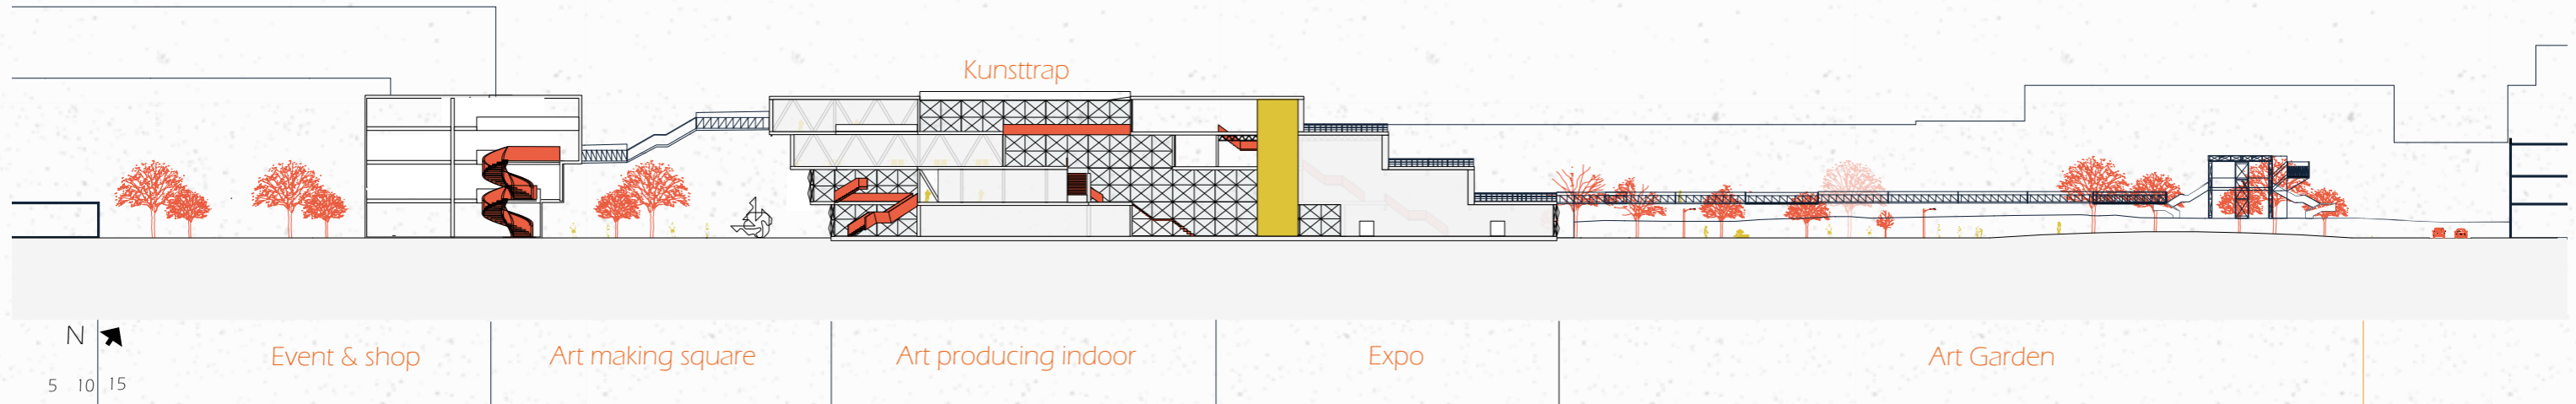 Kunsttrap
N
5 10 15
Event & shop
Art making square
Art producing indoor
Expo
Art Garden